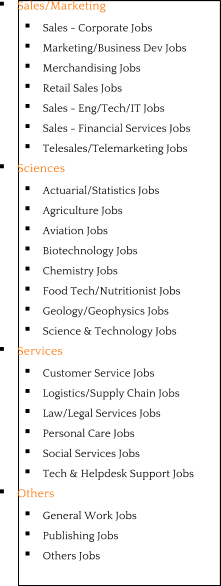 Sales/Marketing
Sales - Corporate Jobs
Marketing/Business Dev Jobs
Merchandising Jobs
Retail Sales Jobs
Sales - Eng/Tech/IT Jobs
Sales - Financial Services Jobs
Telesales/Telemarketing Jobs
Sciences
Actuarial/Statistics Jobs
Agriculture Jobs
Aviation Jobs
Biotechnology Jobs
Chemistry Jobs
Food Tech/Nutritionist Jobs
Geology/Geophysics Jobs
Science & Technology Jobs
Services
Customer Service Jobs
Logistics/Supply Chain Jobs
Law/Legal Services Jobs
Personal Care Jobs
Social Services Jobs
Tech & Helpdesk Support Jobs
Others
General Work Jobs
Publishing Jobs
Others Jobs